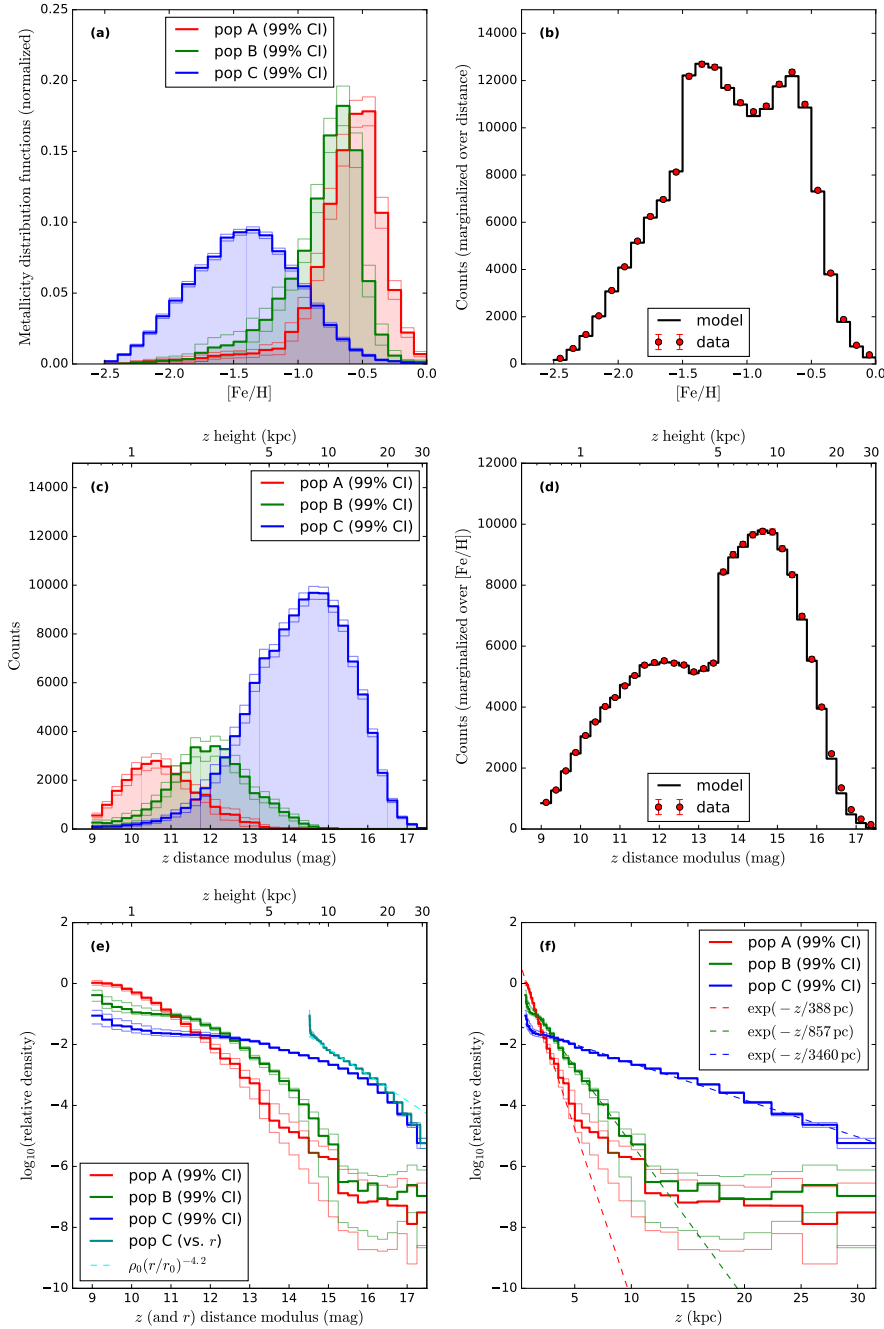 (a)
pop A (99% CI)
pop B (99% CI)
pop C (99% CI)
Metallicity distribution functions (normalized)
0.20
0.15
0.10
0.05
0.00
−2.5 −2.0 −1.5 −1.0 −0.5 0.0
[Fe/H]
(b)
Counts (marginalized over distance)
14000
12000
10000
8000
6000
4000
2000
0
model
data
−2.5 −2.0 −1.5 −1.0 −0.5 0.0
[Fe/H]
z height (kpc)
1 5 10 20 30
(c)
pop A (99% CI)
pop B (99% CI)
pop C (99% CI)
Counts
14000
12000
10000
8000
6000
4000
2000
0
9 10 11 12 13 14 15 16 17
z distance modulus (mag)
z height (kpc)
1 5 10 20 30
(d)
Counts (marginalized over [Fe/H])
12000
10000
8000
6000
4000
2000
0
model
data
9 10 11 12 13 14 15 16 17
z distance modulus (mag)
z height (kpc)
1 5 10 20 30
(e)
log₁₀(relative density)
2
0
−2
−4
−6
−8
−10
pop A (99% CI)
pop B (99% CI)
pop C (99% CI)
pop C (vs. r)
ρ₀(r/r₀)^−4.2
9 10 11 12 13 14 15 16 17
z (and r) distance modulus (mag)
(f)
pop A (99% CI)
pop B (99% CI)
pop C (99% CI)
exp(−z/388 pc)
exp(−z/857 pc)
exp(−z/3460 pc)
log₁₀(relative density)
2
0
−2
−4
−6
−8
−10
5 10 15 20 25 30
z (kpc)